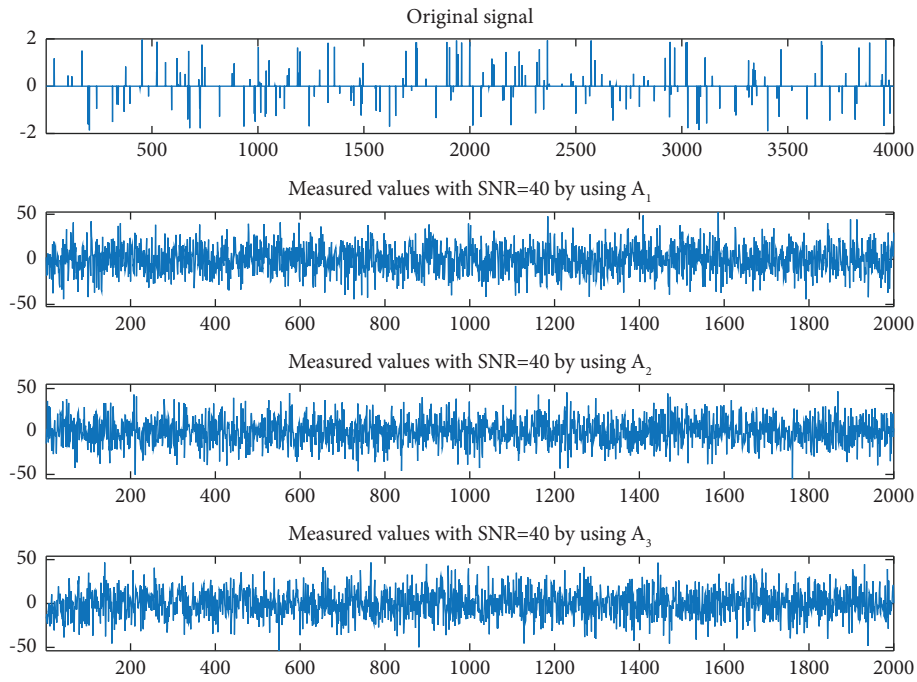 Original signal
2
0
-2
500 1000 1500 2000 2500 3000 3500 4000
Measured values with SNR=40 by using A₁
50
0
-50
200 400 600 800 1000 1200 1400 1600 1800 2000
Measured values with SNR=40 by using A₂
50
0
-50
200 400 600 800 1000 1200 1400 1600 1800 2000
Measured values with SNR=40 by using A₃
50
0
-50
200 400 600 800 1000 1200 1400 1600 1800 2000